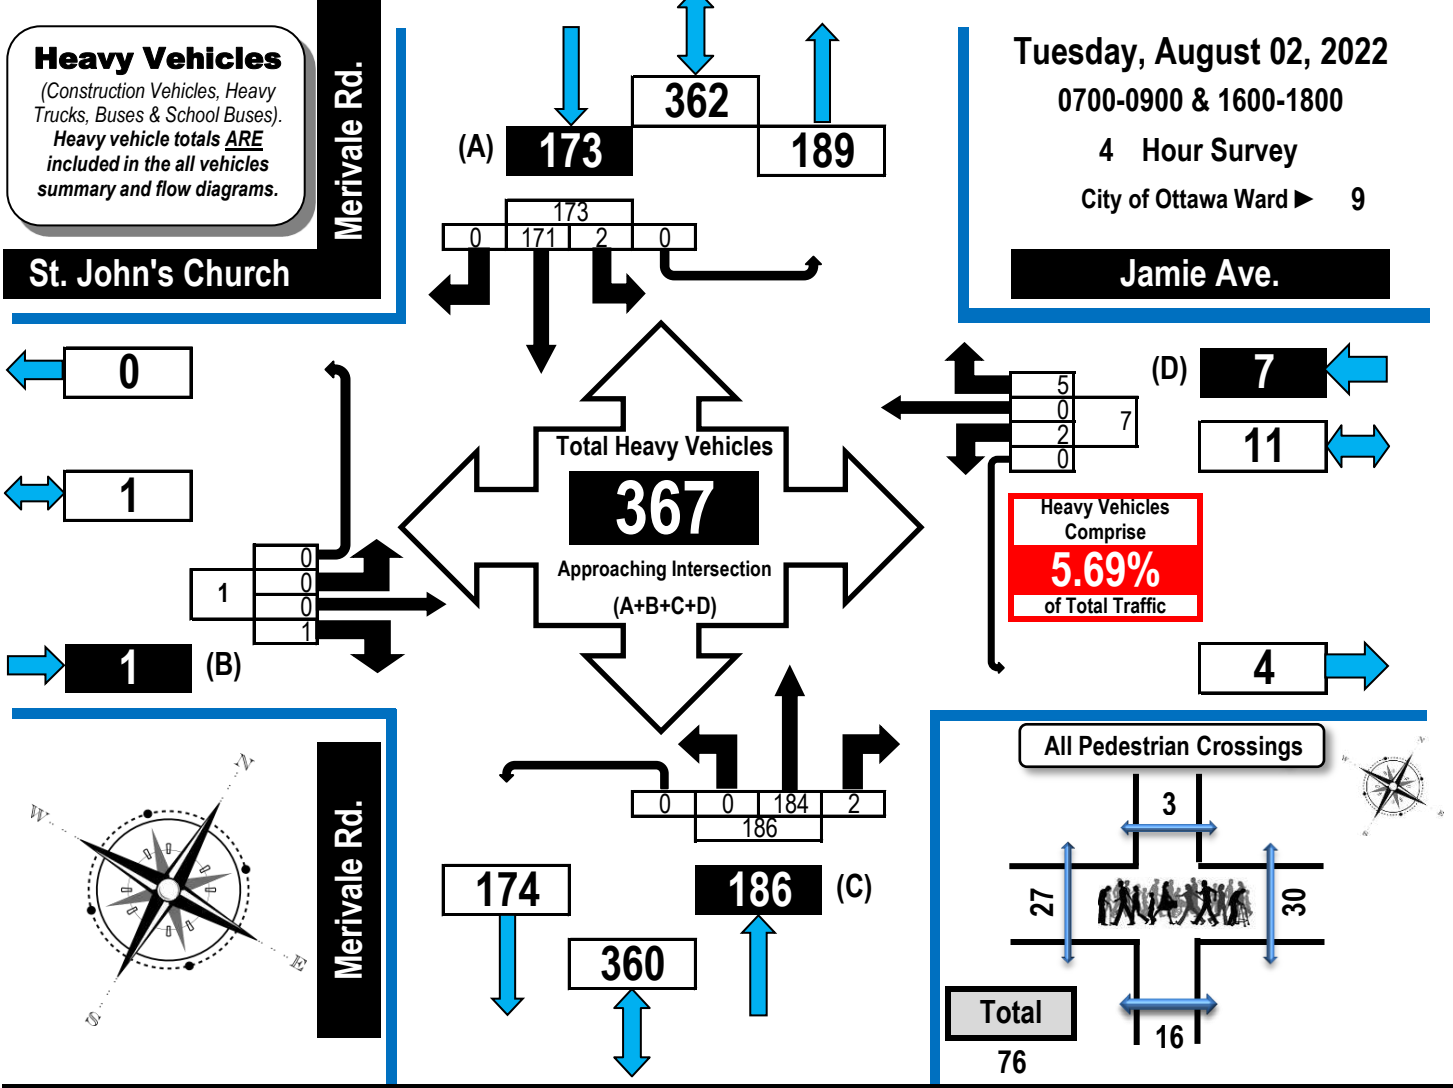 Heavy Vehicles
(Construction Vehicles, Heavy
Trucks, Buses & School Buses).
Heavy vehicle totals ARE
included in the all vehicles
summary and flow diagrams.
Merivale Rd.
St. John's Church
362
(A) 173
189
173
0 171 2 0
Tuesday, August 02, 2022
0700-0900 & 1600-1800
4 Hour Survey
City of Ottawa Ward ► 9
Jamie Ave.
0
1
0
0
1
0
1
1 (B)
Total Heavy Vehicles
367
Approaching Intersection
(A+B+C+D)
(D) 7
5
0
7
2
0
11
Heavy Vehicles
Comprise
5.69%
of Total Traffic
4
N
W
E
S
Merivale Rd.
0 0 184 2
186
174
186 (C)
360
All Pedestrian Crossings
N
W
E
S
3
27
30
16
Total
76